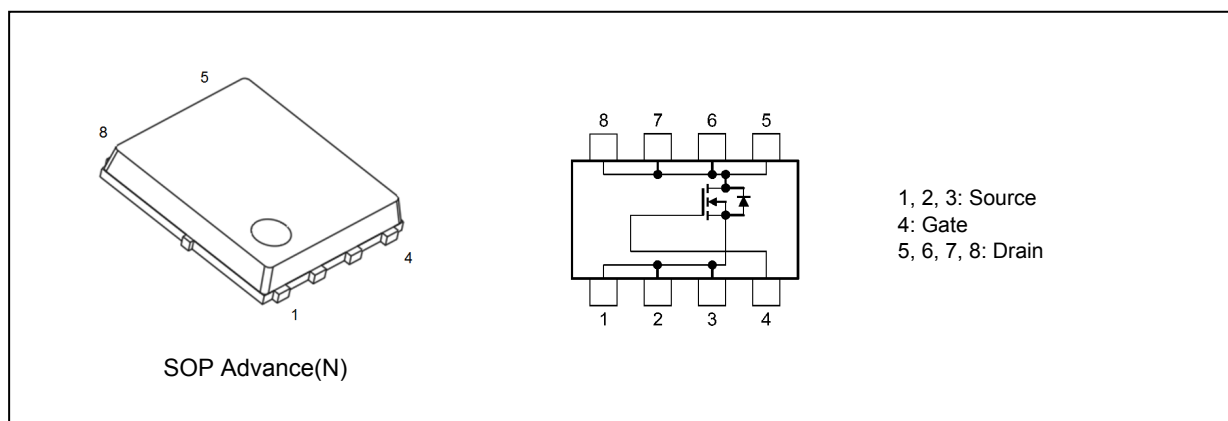 5
8
4
1
SOP Advance(N)
8 7 6 5
1 2 3 4
1, 2, 3: Source
4: Gate
5, 6, 7, 8: Drain